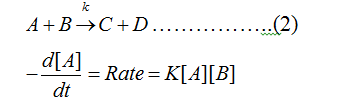 k
A + B → C + D ……………..(2)
-d[A]/dt = Rate = K[A][B]